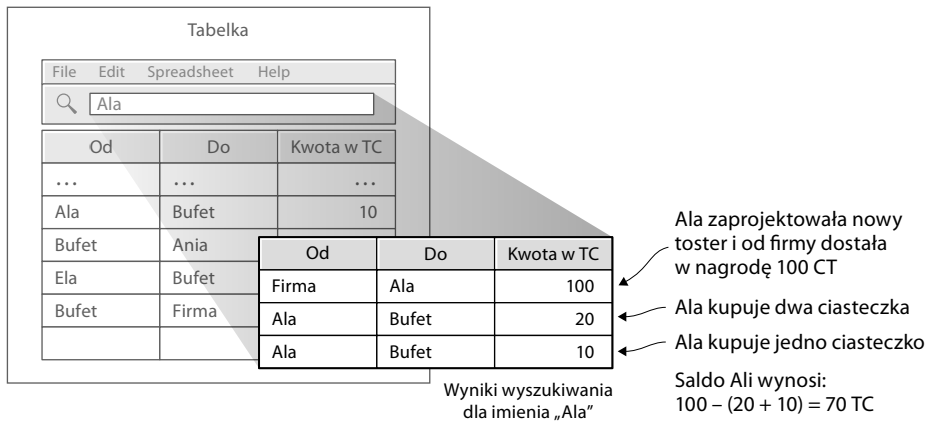 Tabelka
File Edit Spreadsheet Help
Ala
Od Do Kwota w TC
... ... ...
Ala Bufet 10
Bufet Ania
Ela Bufet
Bufet Firma
Od Do Kwota w TC
Firma Ala 100
Ala Bufet 20
Ala Bufet 10
Wyniki wyszukiwania
dla imienia „Ala”
Ala zaprojektowała nowy
toster i od firmy dostała
w nagrodę 100 CT
Ala kupuje dwa ciasteczka
Ala kupuje jedno ciasteczko
Saldo Ali wynosi:
100 – (20 + 10) = 70 TC